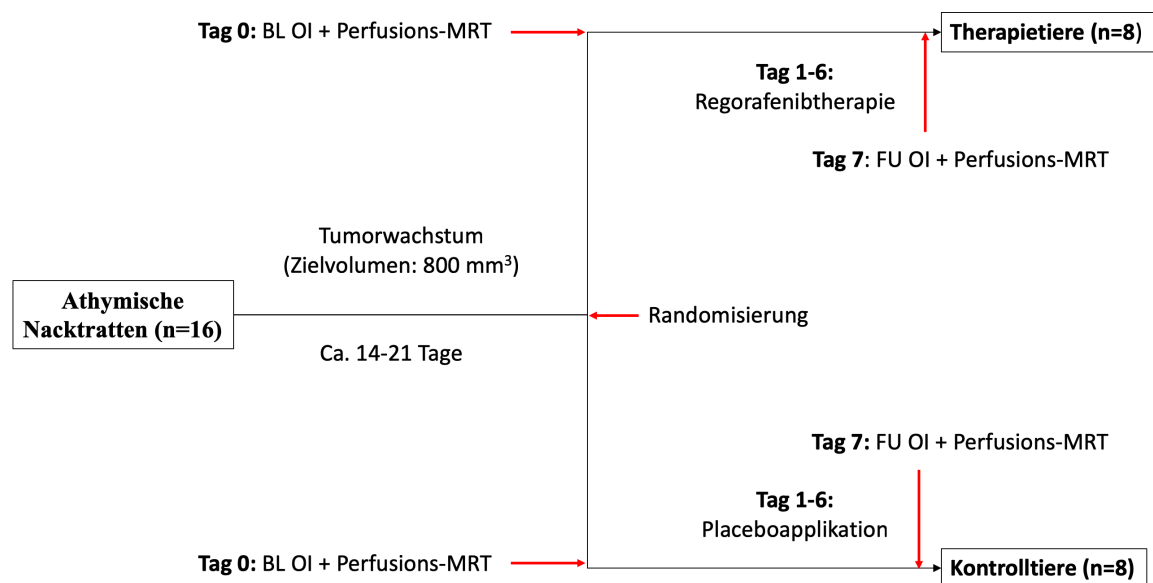 Tag 0: BL OI + Perfusions-MRT
Therapietiere (n=8)
Tag 1-6:
Regorafenibtherapie
Tag 7: FU OI + Perfusions-MRT
Tumorwachstum
(Zielvolumen: 800 mm³)
Athymische
Nacktratten (n=16)
Randomisierung
Ca. 14-21 Tage
Tag 7: FU OI + Perfusions-MRT
Tag 1-6:
Placeboapplikation
Tag 0: BL OI + Perfusions-MRT
Kontrolltiere (n=8)